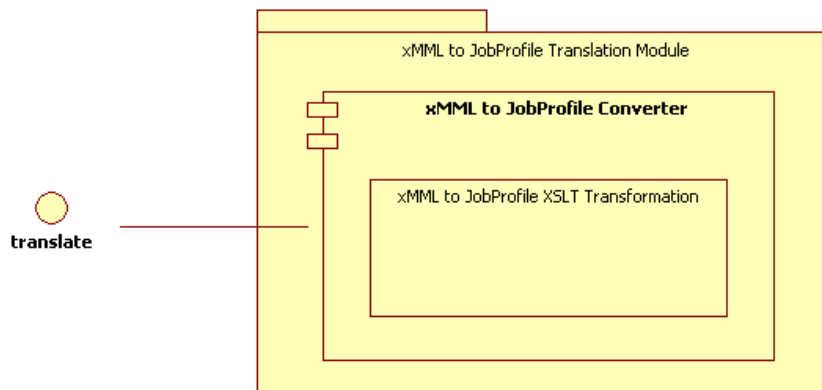 xMML to JobProfile Translation Module
xMML to JobProfile Converter
xMML to JobProfile XSLT Transformation
translate